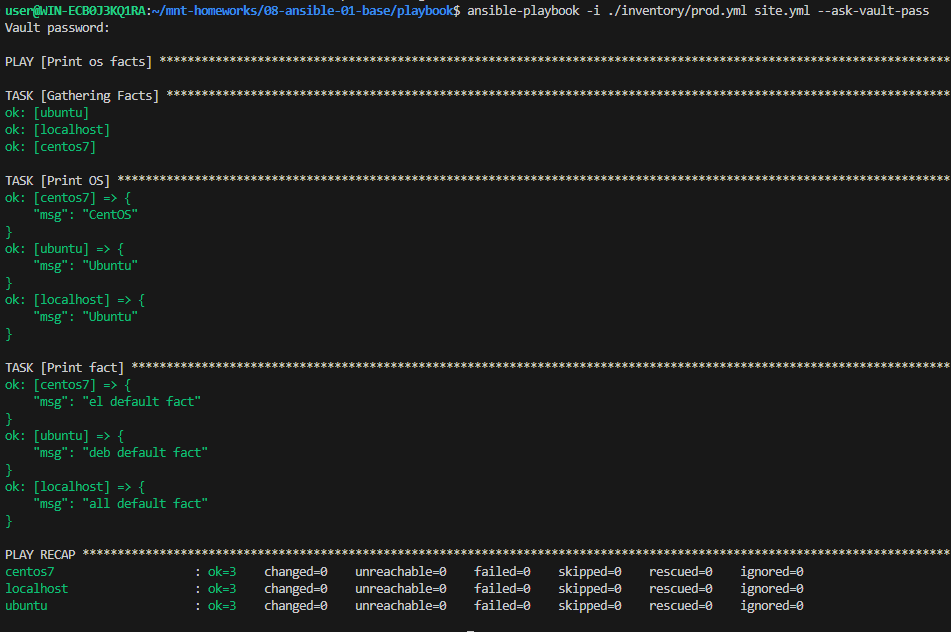 user@WIN-ECB0J3KQ1RA:~/mnt-homeworks/08-ansible-01-base/playbook$ ansible-playbook -i ./inventory/prod.yml site.yml --ask-vault-pass
Vault password:
PLAY [Print os facts] *****************************************************************************************************************
TASK [Gathering Facts] ****************************************************************************************************************
ok: [ubuntu]
ok: [localhost]
ok: [centos7]
TASK [Print OS] ***********************************************************************************************************************
ok: [centos7] => {
    "msg": "CentOS"
}
ok: [ubuntu] => {
    "msg": "Ubuntu"
}
ok: [localhost] => {
    "msg": "Ubuntu"
}
TASK [Print fact] *********************************************************************************************************************
ok: [centos7] => {
    "msg": "el default fact"
}
ok: [ubuntu] => {
    "msg": "deb default fact"
}
ok: [localhost] => {
    "msg": "all default fact"
}
PLAY RECAP ****************************************************************************************************************************
centos7                    : ok=3    changed=0    unreachable=0    failed=0    skipped=0    rescued=0    ignored=0
localhost                  : ok=3    changed=0    unreachable=0    failed=0    skipped=0    rescued=0    ignored=0
ubuntu                     : ok=3    changed=0    unreachable=0    failed=0    skipped=0    rescued=0    ignored=0